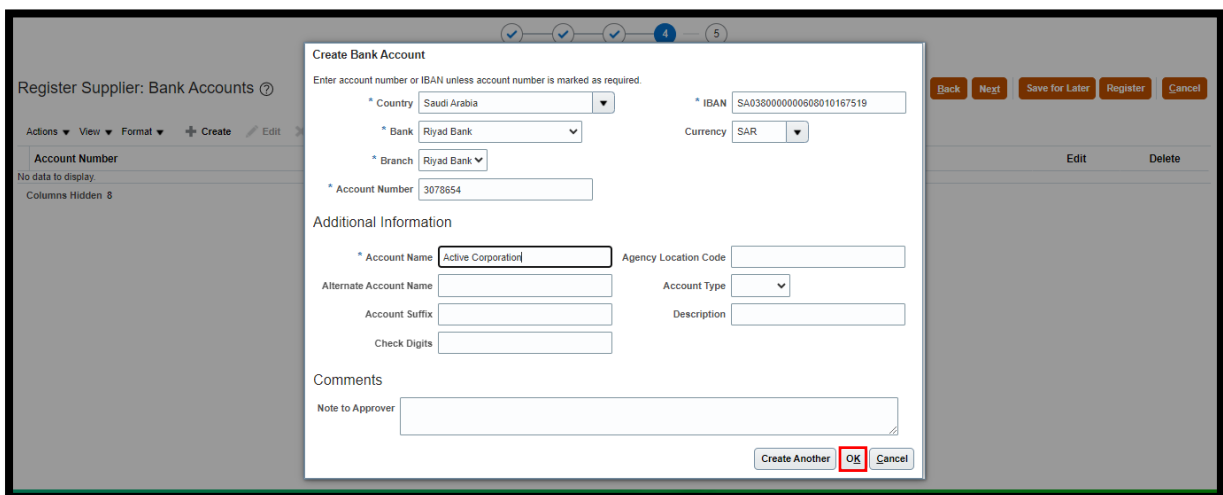 4 5
Create Bank Account
Enter account number or IBAN unless account number is marked as required.
Register Supplier: Bank Accounts
Back Next Save for Later Register Cancel
* Country Saudi Arabia * IBAN SA0380000000608010167519
Actions View Format Create Edit
* Bank Riyad Bank Currency SAR
Account Number Edit Delete
* Branch Riyad Bank
No data to display.
Columns Hidden 8
* Account Number 3078654
Additional Information
* Account Name Active Corporation Agency Location Code
Alternate Account Name Account Type
Account Suffix Description
Check Digits
Comments
Note to Approver
Create Another OK Cancel